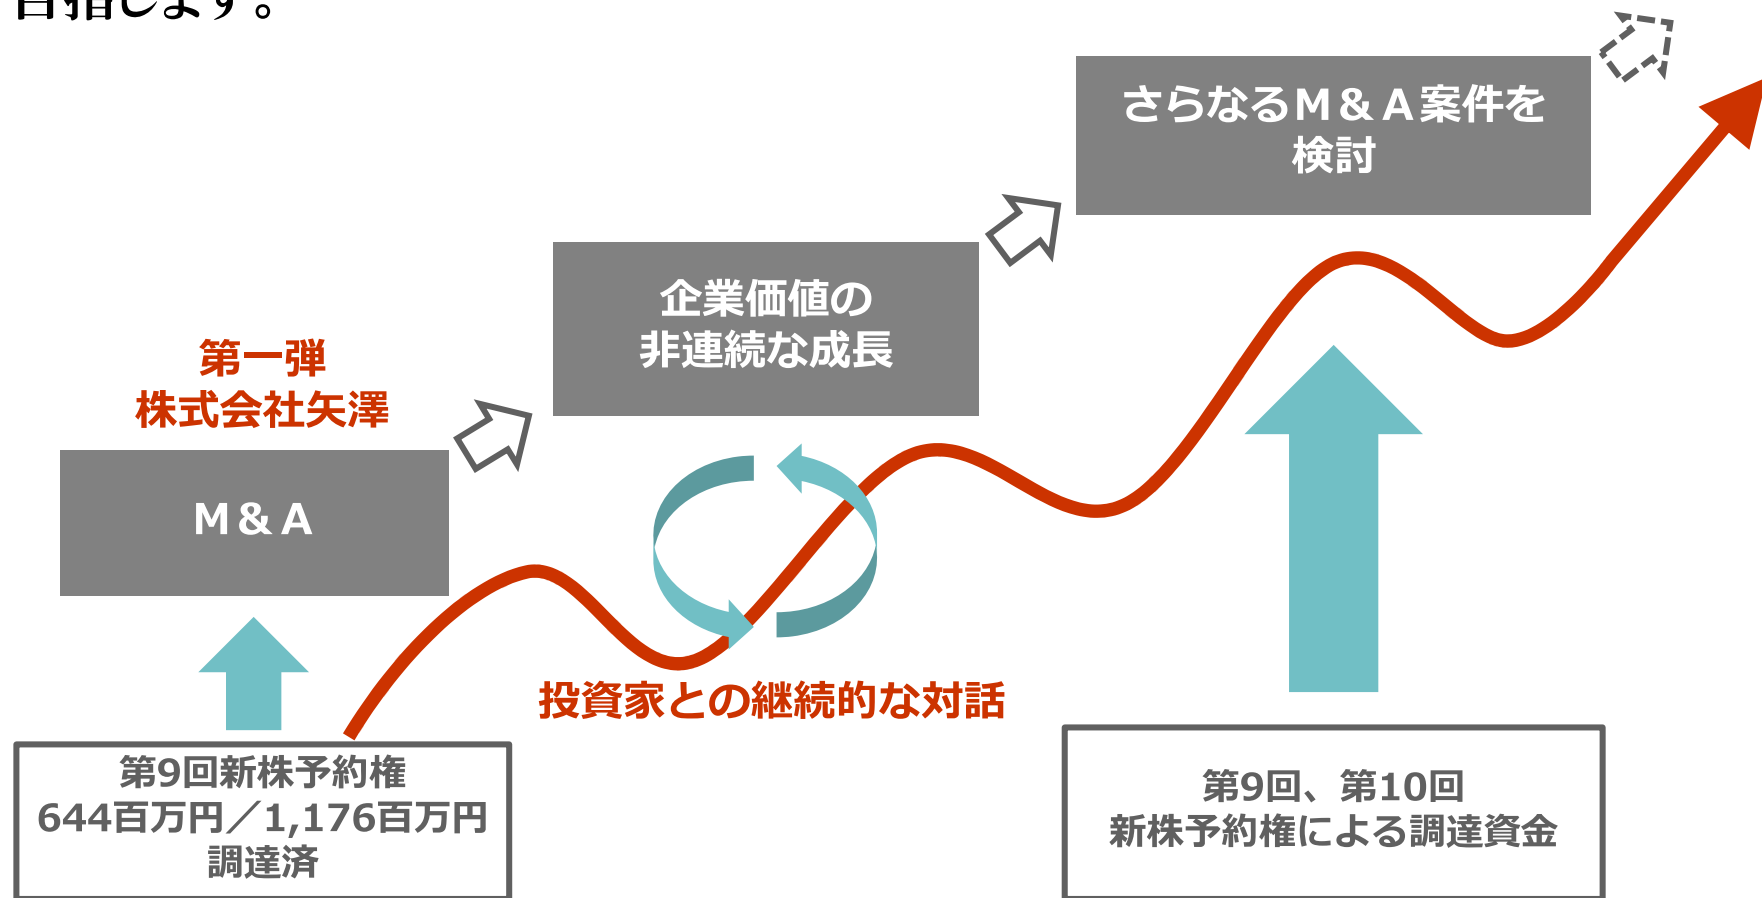 目指します。
さらなるＭ＆Ａ案件を
検討
企業価値の
非連続な成長
第一弾
株式会社矢澤
Ｍ＆Ａ
投資家との継続的な対話
第9回新株予約権
644百万円／1,176百万円
調達済
第9回、第10回
新株予約権による調達資金